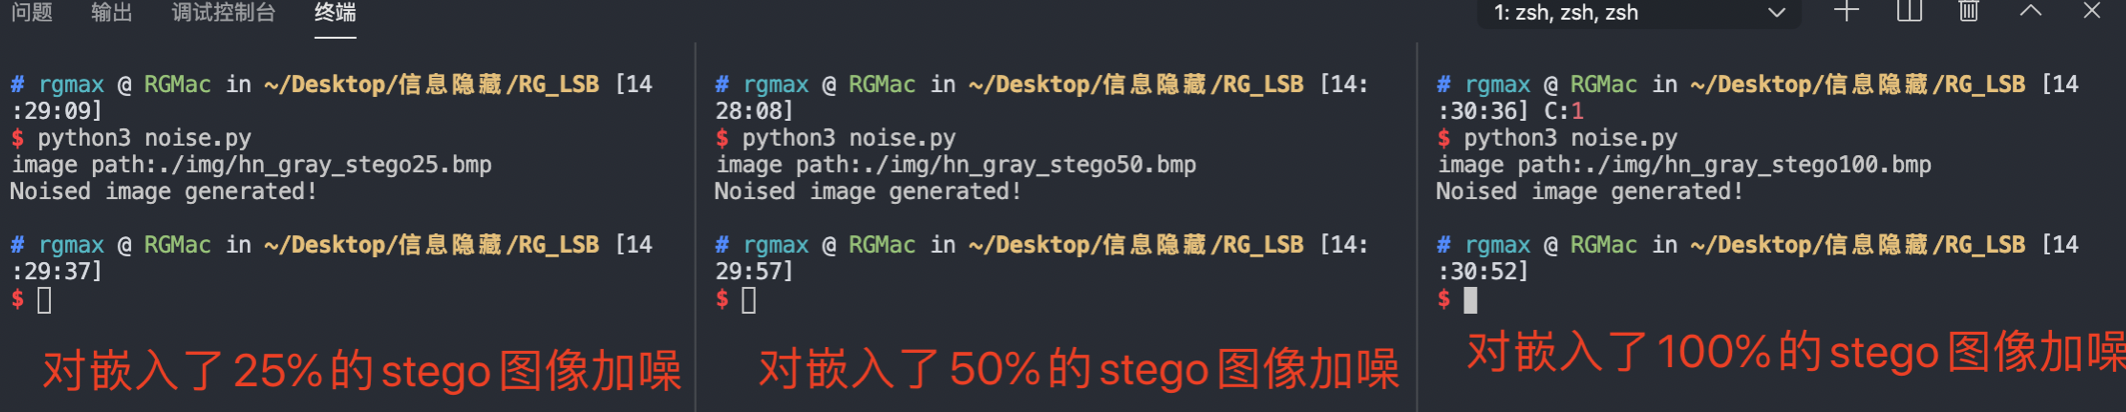 问题 输出 调试控制台 终端 1: zsh, zsh, zsh
# rgmax @ RGMac in ~/Desktop/信息隐藏/RG_LSB [14
:29:09]
$ python3 noise.py
image path:./img/hn_gray_stego25.bmp
Noised image generated!
# rgmax @ RGMac in ~/Desktop/信息隐藏/RG_LSB [14
:29:37]
$
对嵌入了25%的stego图像加噪
# rgmax @ RGMac in ~/Desktop/信息隐藏/RG_LSB [14:
28:08]
$ python3 noise.py
image path:./img/hn_gray_stego50.bmp
Noised image generated!
# rgmax @ RGMac in ~/Desktop/信息隐藏/RG_LSB [14:
29:57]
$
对嵌入了50%的stego图像加噪
# rgmax @ RGMac in ~/Desktop/信息隐藏/RG_LSB [14
:30:36] C:1
$ python3 noise.py
image path:./img/hn_gray_stego100.bmp
Noised image generated!
# rgmax @ RGMac in ~/Desktop/信息隐藏/RG_LSB [14
:30:52]
$
对嵌入了100%的stego图像加噪